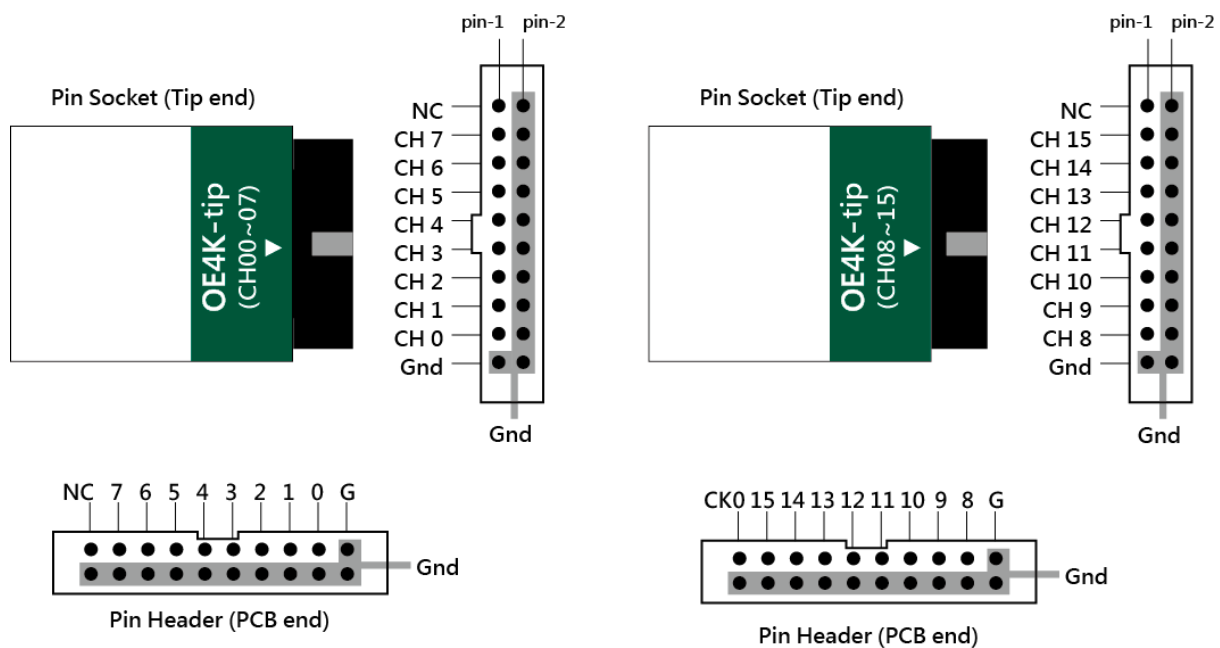 pin-1 pin-2
Pin Socket (Tip end)
NC
CH 7
CH 6
CH 5
CH 4
CH 3
CH 2
CH 1
CH 0
Gnd
Gnd
OE4K-tip
(CH00~07)
pin-1 pin-2
Pin Socket (Tip end)
NC
CH 15
CH 14
CH 13
CH 12
CH 11
CH 10
CH 9
CH 8
Gnd
Gnd
OE4K-tip
(CH08~15)
NC 7 6 5 4 3 2 1 0 G
Gnd
Pin Header (PCB end)
CK0 15 14 13 12 11 10 9 8 G
Gnd
Pin Header (PCB end)